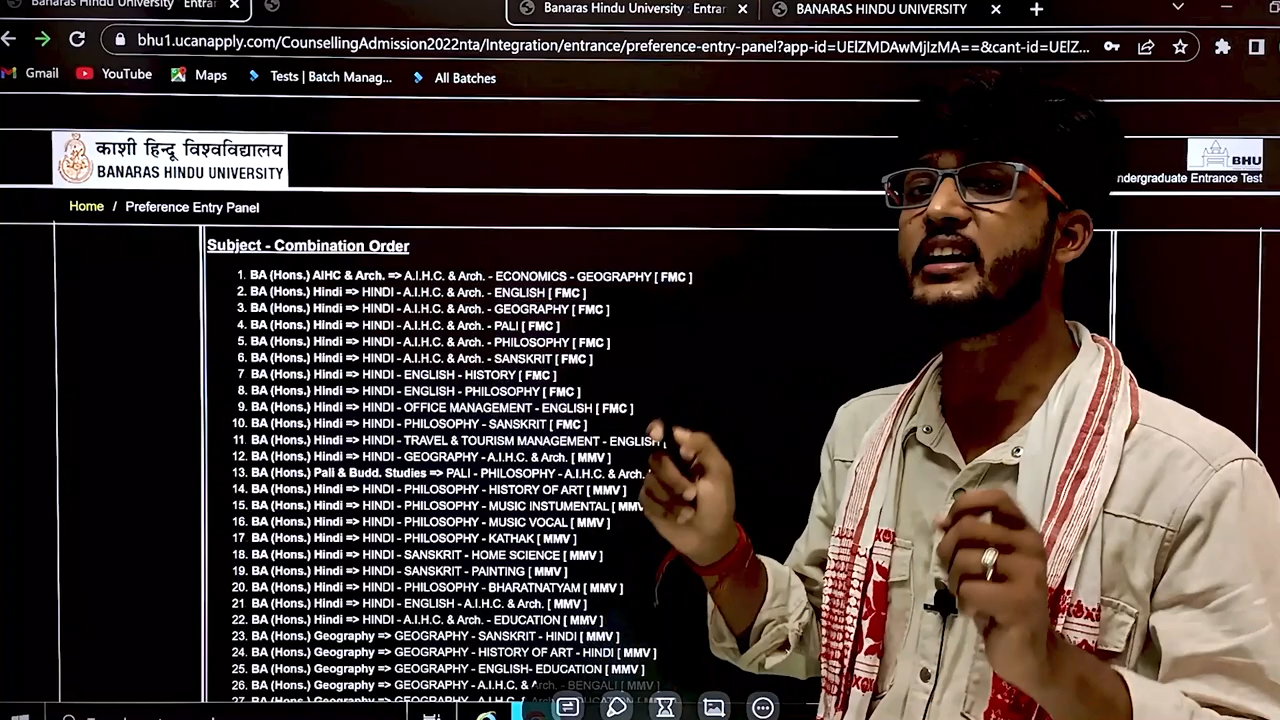 Banaras Hindu University Entrar
Banaras Hindu University : Entrar
BANARAS HINDU UNIVERSITY
bhu1.ucanapply.com/CounsellingAdmission2022nta/Integration/entrance/preference-entry-panel?app-id=UElZMDAwMjIzMA==&cant-id=UElZ...
Gmail YouTube Maps Tests | Batch Manag... All Batches
काशी हिन्दू विश्वविद्यालय
BANARAS HINDU UNIVERSITY
BHU
ndergraduate Entrance Test
Home / Preference Entry Panel
Subject - Combination Order
1. BA (Hons.) AIHC & Arch. => A.I.H.C. & Arch. - ECONOMICS - GEOGRAPHY [ FMC ]
2. BA (Hons.) Hindi => HINDI - A.I.H.C. & Arch. - ENGLISH [ FMC ]
3. BA (Hons.) Hindi => HINDI - A.I.H.C. & Arch. - GEOGRAPHY [ FMC ]
4. BA (Hons.) Hindi => HINDI - A.I.H.C. & Arch. - PALI [ FMC ]
5. BA (Hons.) Hindi => HINDI - A.I.H.C. & Arch. - PHILOSOPHY [ FMC ]
6. BA (Hons.) Hindi => HINDI - A.I.H.C. & Arch. - SANSKRIT [ FMC ]
7. BA (Hons.) Hindi => HINDI - ENGLISH - HISTORY [ FMC ]
8. BA (Hons.) Hindi => HINDI - ENGLISH - PHILOSOPHY [ FMC ]
9. BA (Hons.) Hindi => HINDI - OFFICE MANAGEMENT - ENGLISH [ FMC ]
10. BA (Hons.) Hindi => HINDI - PHILOSOPHY - SANSKRIT [ FMC ]
11. BA (Hons.) Hindi => HINDI - TRAVEL & TOURISM MANAGEMENT - ENGLISH [
12. BA (Hons.) Hindi => HINDI - GEOGRAPHY - A.I.H.C. & Arch. [ MMV ]
13. BA (Hons.) Pali & Budd. Studies => PALI - PHILOSOPHY - A.I.H.C. & Arch.
14. BA (Hons.) Hindi => HINDI - PHILOSOPHY - HISTORY OF ART [ MMV ]
15. BA (Hons.) Hindi => HINDI - PHILOSOPHY - MUSIC INSTUMENTAL [ MMV
16. BA (Hons.) Hindi => HINDI - PHILOSOPHY - MUSIC VOCAL [ MMV ]
17. BA (Hons.) Hindi => HINDI - PHILOSOPHY - KATHAK [ MMV ]
18. BA (Hons.) Hindi => HINDI - SANSKRIT - HOME SCIENCE [ MMV ]
19. BA (Hons.) Hindi => HINDI - SANSKRIT - PAINTING [ MMV ]
20. BA (Hons.) Hindi => HINDI - PHILOSOPHY - BHARATNATYAM [ MMV ]
21. BA (Hons.) Hindi => HINDI - ENGLISH - A.I.H.C. & Arch. [ MMV ]
22. BA (Hons.) Hindi => HINDI - A.I.H.C. & Arch. - EDUCATION [ MMV ]
23. BA (Hons.) Geography => GEOGRAPHY - SANSKRIT - HINDI [ MMV ]
24. BA (Hons.) Geography => GEOGRAPHY - HISTORY OF ART - HINDI [ MMV ]
25. BA (Hons.) Geography => GEOGRAPHY - ENGLISH- EDUCATION [ MMV ]
26. BA (Hons.) Geography => GEOGRAPHY - A.I.H.C. & Arch. - BENGALI [ MMV ]
27. BA (Hons.) Geography => GEOGRAPHY - A.I.H.C. & Arch. - EDUCATION [ MMV ]